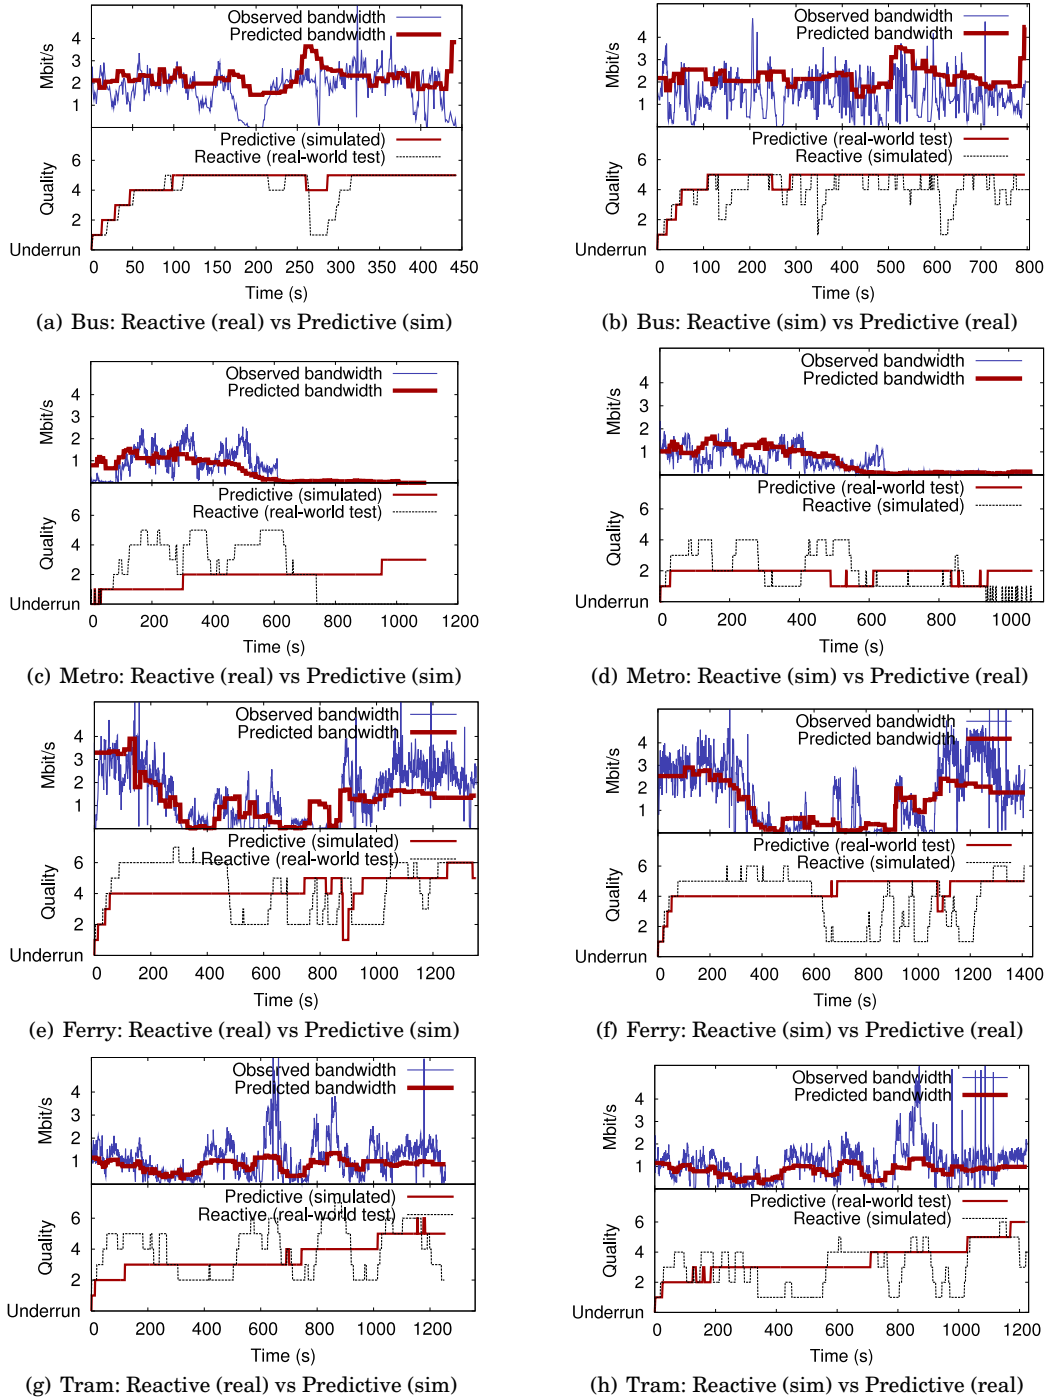 Observed bandwidth
Predicted bandwidth
Mbit/s
5
4
3
2
1
Predictive (simulated)
Reactive (real-world test)
Quality
6
4
2
Underrun
0 50 100 150 200 250 300 350 400 450
Time (s)
(a) Bus: Reactive (real) vs Predictive (sim)
Observed bandwidth
Predicted bandwidth
Mbit/s
5
4
3
2
1
Predictive (real-world test)
Reactive (simulated)
Quality
6
4
2
Underrun
0 100 200 300 400 500 600 700 800
Time (s)
(b) Bus: Reactive (sim) vs Predictive (real)
Observed bandwidth
Predicted bandwidth
Mbit/s
4
3
2
1
Predictive (simulated)
Reactive (real-world test)
Quality
6
4
2
Underrun
0 200 400 600 800 1000 1200
Time (s)
(c) Metro: Reactive (real) vs Predictive (sim)
Observed bandwidth
Predicted bandwidth
Mbit/s
4
3
2
1
Predictive (real-world test)
Reactive (simulated)
Quality
6
4
2
Underrun
0 200 400 600 800 1000
Time (s)
(d) Metro: Reactive (sim) vs Predictive (real)
Observed bandwidth
Predicted bandwidth
Mbit/s
4
3
2
1
Predictive (simulated)
Reactive (real-world test)
Quality
6
4
2
Underrun
0 200 400 600 800 1000 1200
Time (s)
(e) Ferry: Reactive (real) vs Predictive (sim)
Observed bandwidth
Predicted bandwidth
Mbit/s
4
3
2
1
Predictive (real-world test)
Reactive (simulated)
Quality
6
4
2
Underrun
0 200 400 600 800 1000 1200 1400
Time (s)
(f) Ferry: Reactive (sim) vs Predictive (real)
Observed bandwidth
Predicted bandwidth
Mbit/s
4
3
2
1
Predictive (simulated)
Reactive (real-world test)
Quality
6
4
2
Underrun
0 200 400 600 800 1000 1200
Time (s)
(g) Tram: Reactive (real) vs Predictive (sim)
Observed bandwidth
Predicted bandwidth
Mbit/s
4
3
2
1
Predictive (real-world test)
Reactive (simulated)
Quality
6
4
2
Underrun
0 200 400 600 800 1000 1200
Time (s)
(h) Tram: Reactive (sim) vs Predictive (real)